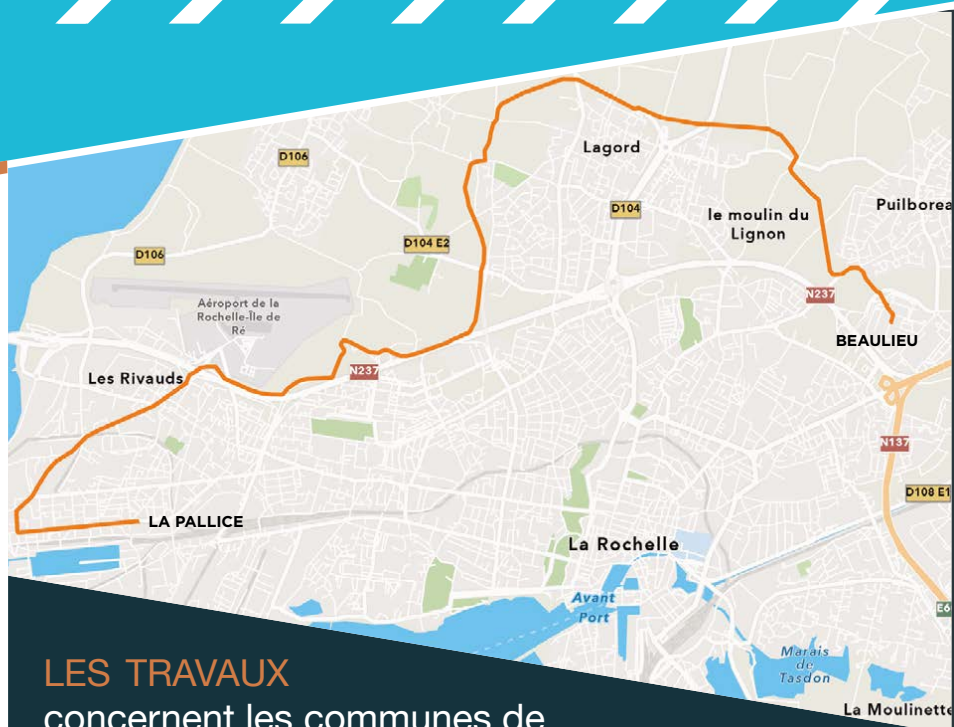 D106
Lagord
D104
le moulin du
Lignon
Puilborea
D106
D104 E2
Aéroport de la
Rochelle-Île de
Ré
N237
BEAULIEU
Les Rivauds
N237
N137
D108 E1
LA PALLICE
La Rochelle
Avant
Port
E6
Marais
de
Tasdon
La Moulinette
LES TRAVAUX
concernent les communes de